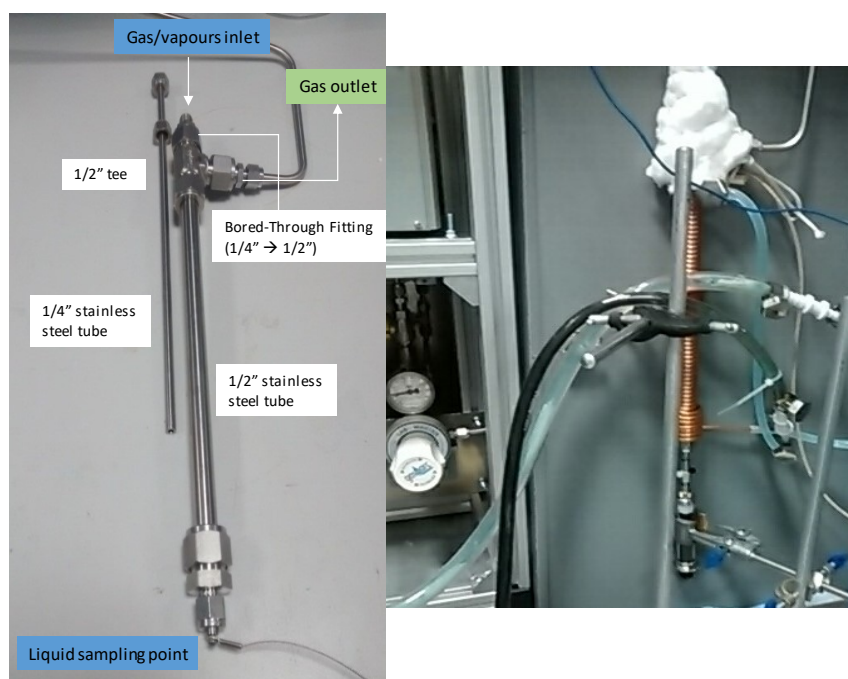 Gas/vapours inlet
Gas outlet
1/2” tee
Bored-Through Fitting
(1/4” → 1/2”)
1/4” stainless
steel tube
1/2” stainless
steel tube
Liquid sampling point